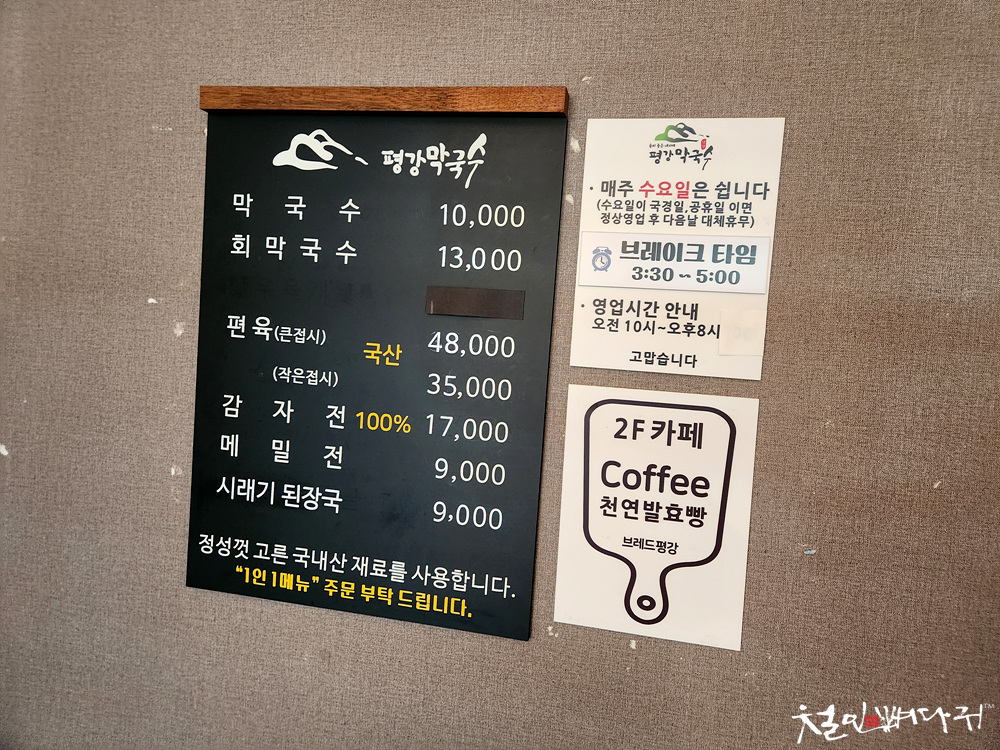 평강막국수
막 국 수 10,000
회 막 국 수 13,000
편 육 (큰접시) 48,000
국산
(작은접시) 35,000
감 자 전 100% 17,000
메 밀 전 9,000
시래기 된장국 9,000
정성껏 고른 국내산 재료를 사용합니다.
“1인 1메뉴” 주문 부탁 드립니다.
평강막국수
· 매주 수요일은 쉽니다
(수요일이 국경일,공휴일 이면
정상영업 후 다음날 대체휴무)
브레이크 타임
3:30 ~ 5:00
· 영업시간 안내
오전 10시~오후8시
고맙습니다
2F 카페
Coffee
천연발효빵
브레드평강
철인뼈다귀™